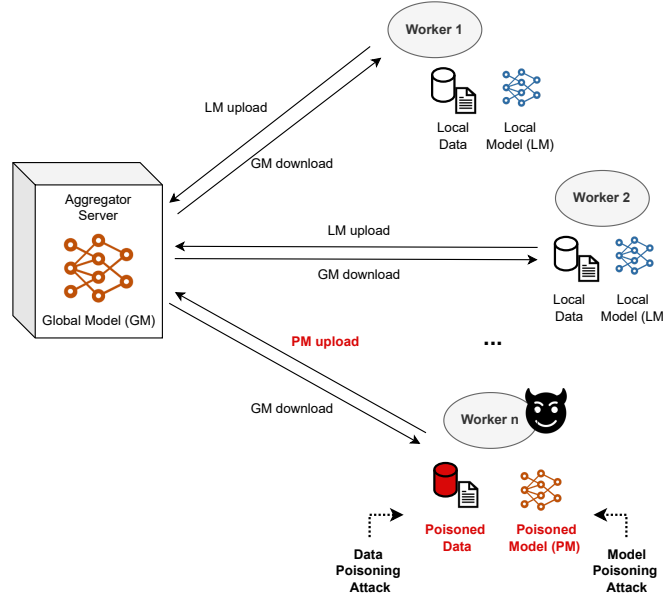 Worker 1
LM upload
Local
Data
Local
Model (LM)
GM download
Aggregator
Server
Global Model (GM)
Worker 2
LM upload
GM download
Local
Data
Local
Model (LM
PM upload
...
GM download
Worker n
Poisoned
Data
Poisoned
Model (PM)
Data
Poisoning
Attack
Model
Poisoning
Attack